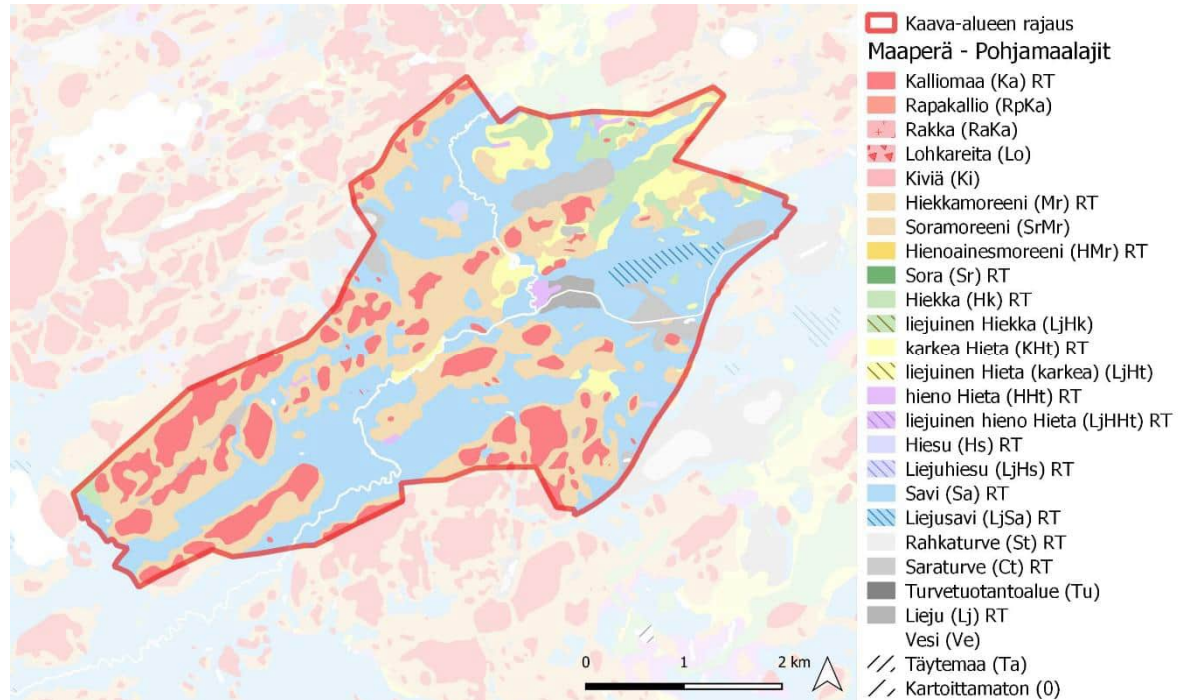 Kaava-alueen rajaus
Maaperä - Pohjamaalajit
Kalliomaa (Ka) RT
Rapakallio (RpKa)
Rakka (RaKa)
Lohkareita (Lo)
Kiviä (Ki)
Hiekkamoreeni (Mr) RT
Soramoreeni (SrMr)
Hienoainesmoreeni (HMr) RT
Sora (Sr) RT
Hiekka (Hk) RT
liejuinen Hiekka (LjHk)
karkea Hieta (KHt) RT
liejuinen Hieta (karkea) (LjHt)
hieno Hieta (HHt) RT
liejuinen hieno Hieta (LjHHt) RT
Hiesu (Hs) RT
Liejuhiesu (LjHs) RT
Savi (Sa) RT
Liejusavi (LjSa) RT
Rahkaturve (St) RT
Saraturve (Ct) RT
Turvetuotantoalue (Tu)
Lieju (Lj) RT
Vesi (Ve)
Täytemaa (Ta)
Kartoittamaton (0)
0 1 2 km